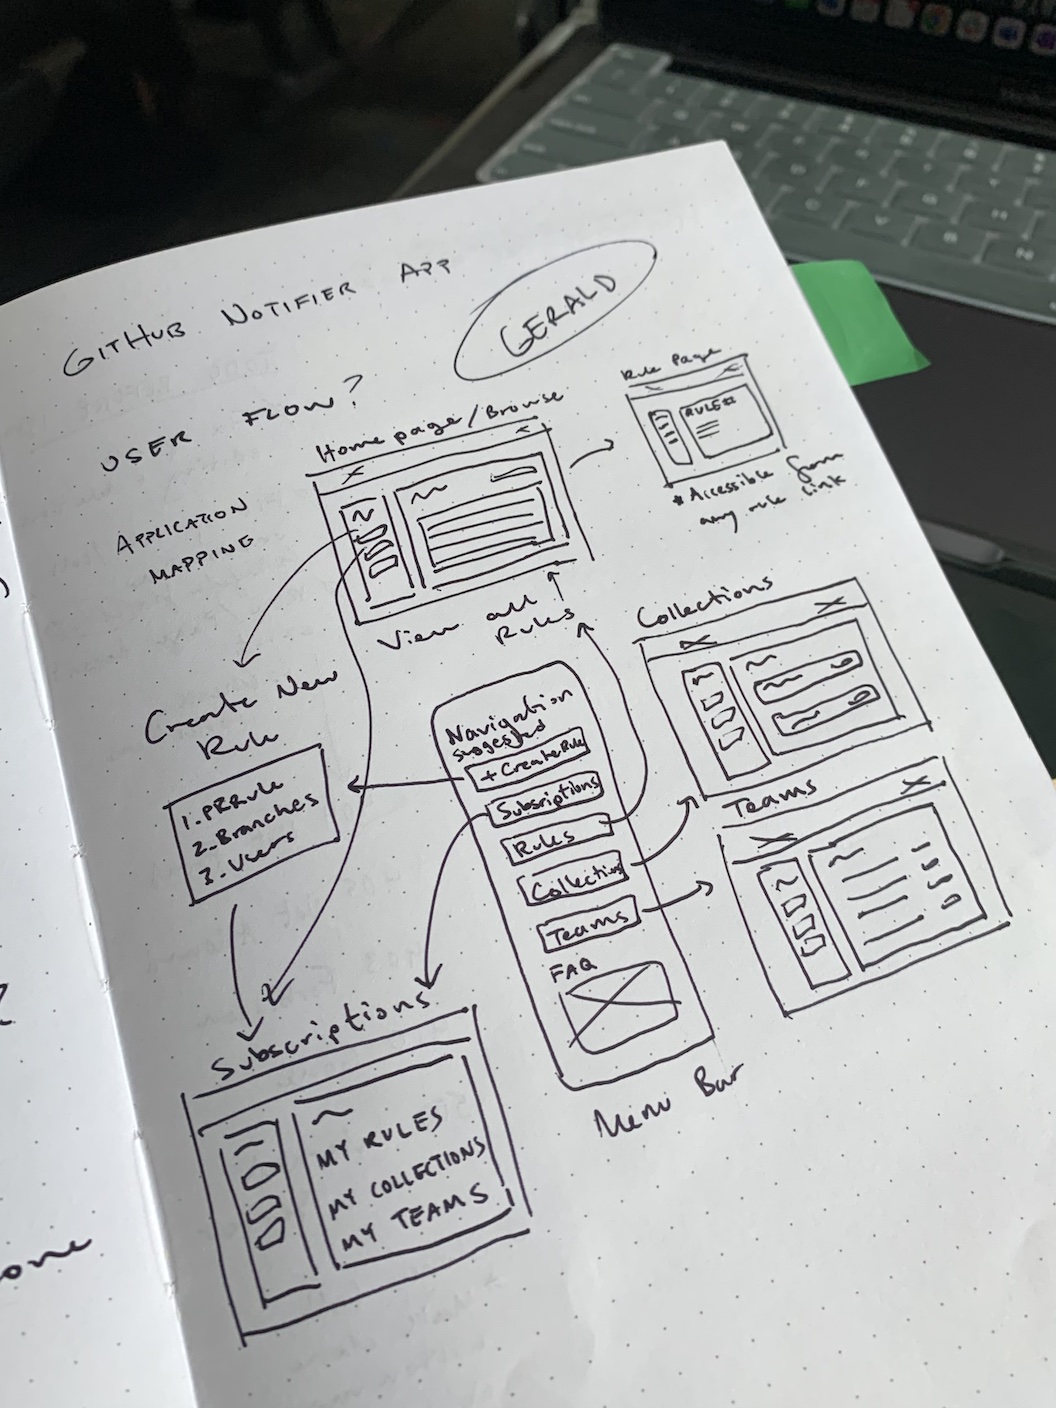 GITHUB NOTIFIER APP
GERALD
USER FLOW?
APPLICATION
MAPPING
Homepage/Browse
View all
Rules
Rule Page
RULE #1
* Accessible from
any rule link
Create New
Rule
1. PR Rule
2. Branches
3. Users
Navigation
suggested
+ Create Rule
Subscriptions
Rules
Collections
Teams
FAQ
Menu Bar
Collections
Teams
Subscriptions
MY RULES
MY COLLECTIONS
MY TEAMS
one